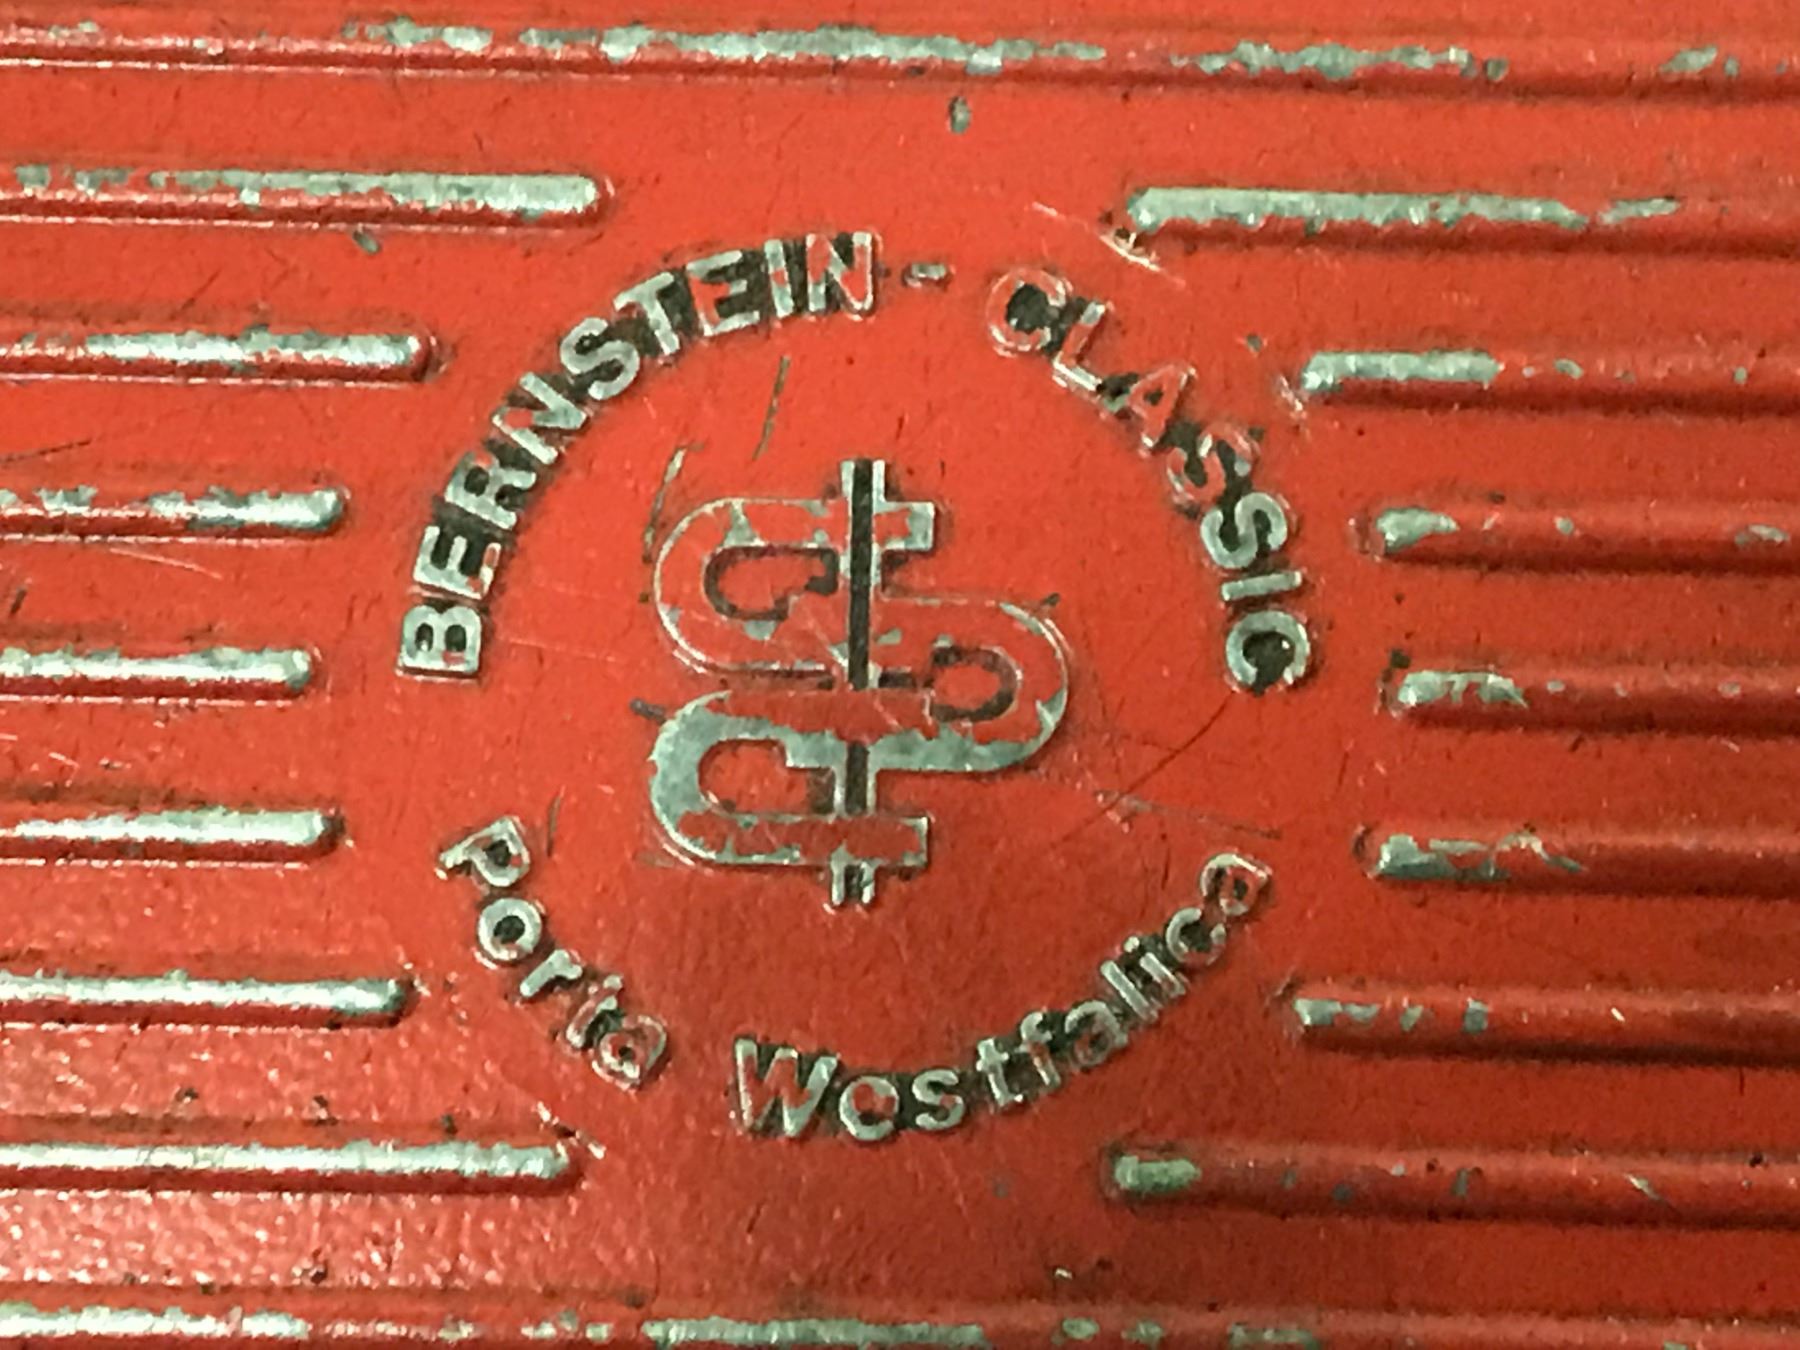 BERNSTEIN - CLASSIC
Porta Westfalica